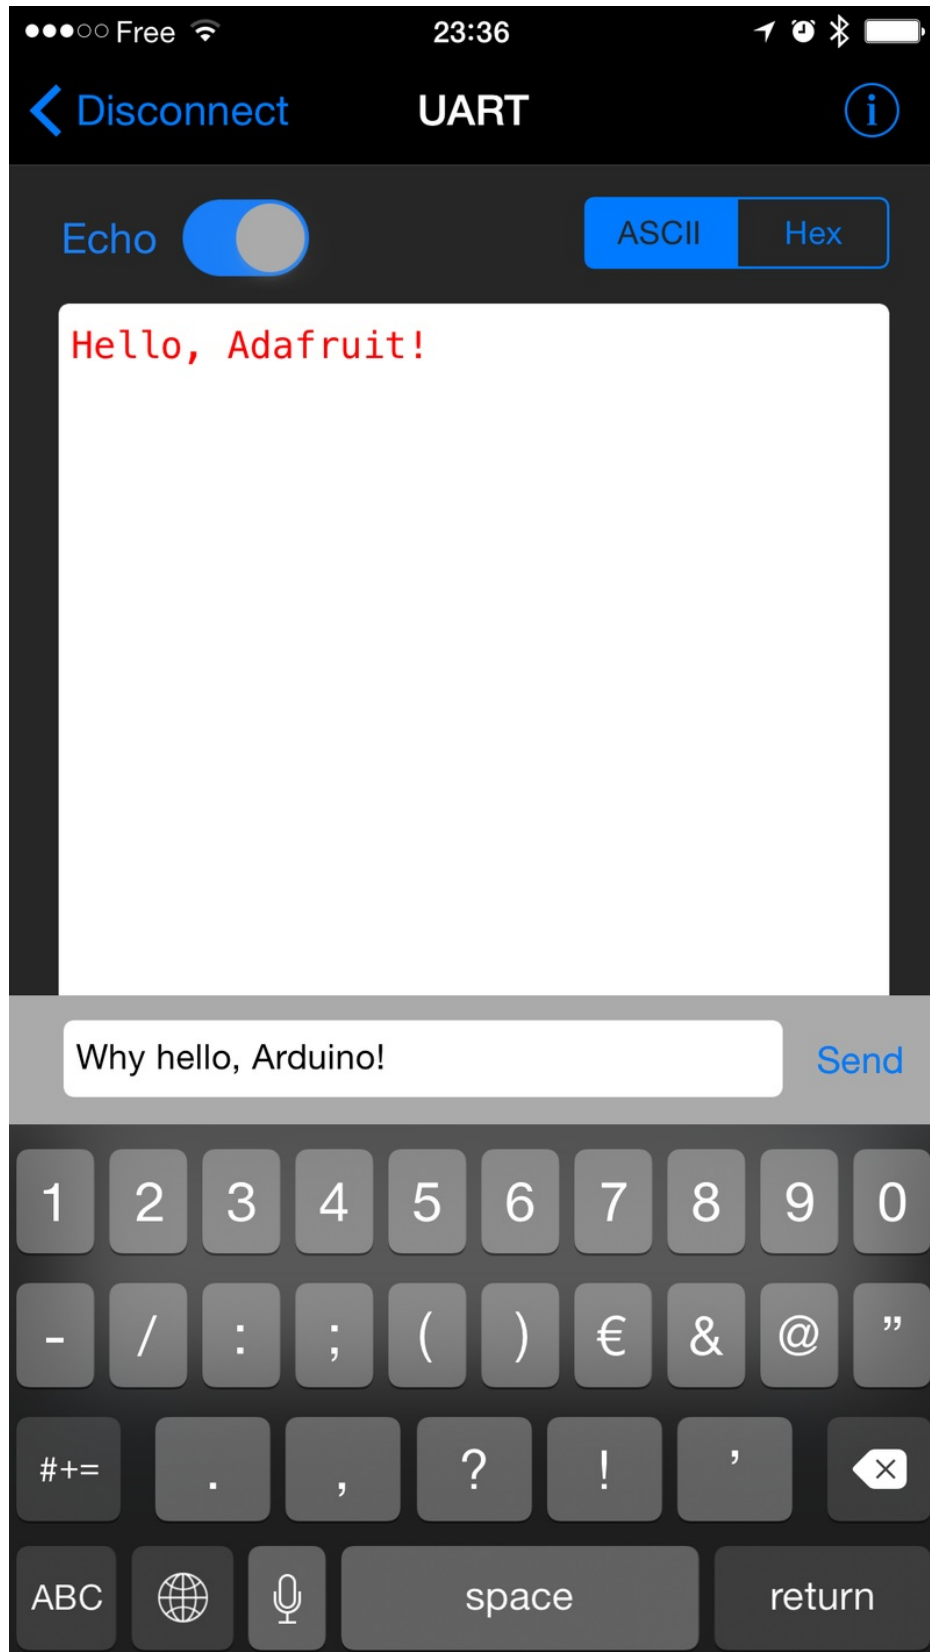 Free 23:36
Disconnect UART i
Echo ASCII Hex
Hello, Adafruit!
Why hello, Arduino! Send
1 2 3 4 5 6 7 8 9 0
- / : ; ( ) € & @ ”
#+= . , ? ! ’
ABC space return